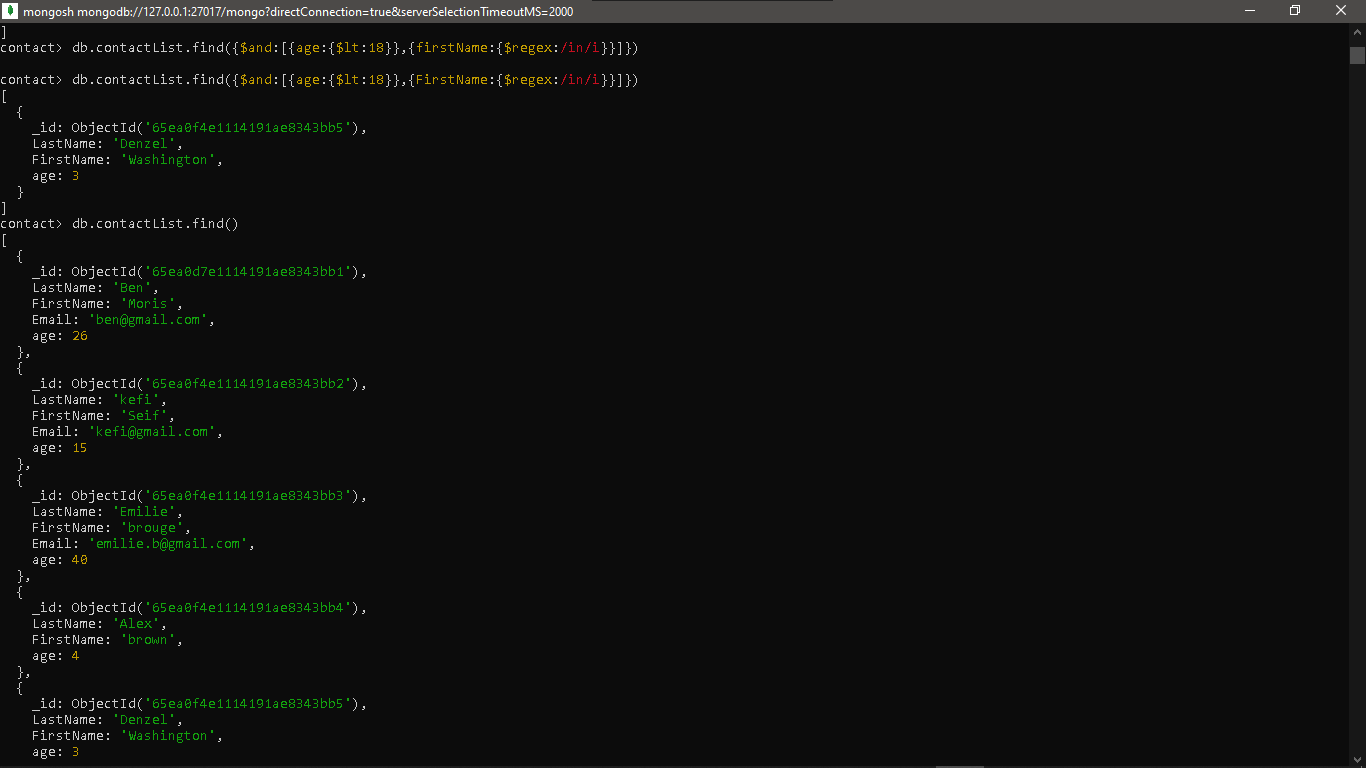 mongosh mongodb://127.0.0.1:27017/mongo?directConnection=true&serverSelectionTimeoutMS=2000
]
contact> db.contactList.find({$and:[{age:{$lt:18}},{firstName:{$regex:/in/i}}]})
contact> db.contactList.find({$and:[{age:{$lt:18}},{FirstName:{$regex:/in/i}}]})
[
  {
    _id: ObjectId('65ea0f4e1114191ae8343bb5'),
    LastName: 'Denzel',
    FirstName: 'Washington',
    age: 3
  }
]
contact> db.contactList.find()
[
  {
    _id: ObjectId('65ea0d7e1114191ae8343bb1'),
    LastName: 'Ben',
    FirstName: 'Moris',
    Email: 'ben@gmail.com',
    age: 26
  },
  {
    _id: ObjectId('65ea0f4e1114191ae8343bb2'),
    LastName: 'kefi',
    FirstName: 'Seif',
    Email: 'kefi@gmail.com',
    age: 15
  },
  {
    _id: ObjectId('65ea0f4e1114191ae8343bb3'),
    LastName: 'Emilie',
    FirstName: 'brouge',
    Email: 'emilie.b@gmail.com',
    age: 40
  },
  {
    _id: ObjectId('65ea0f4e1114191ae8343bb4'),
    LastName: 'Alex',
    FirstName: 'brown',
    age: 4
  },
  {
    _id: ObjectId('65ea0f4e1114191ae8343bb5'),
    LastName: 'Denzel',
    FirstName: 'Washington',
    age: 3